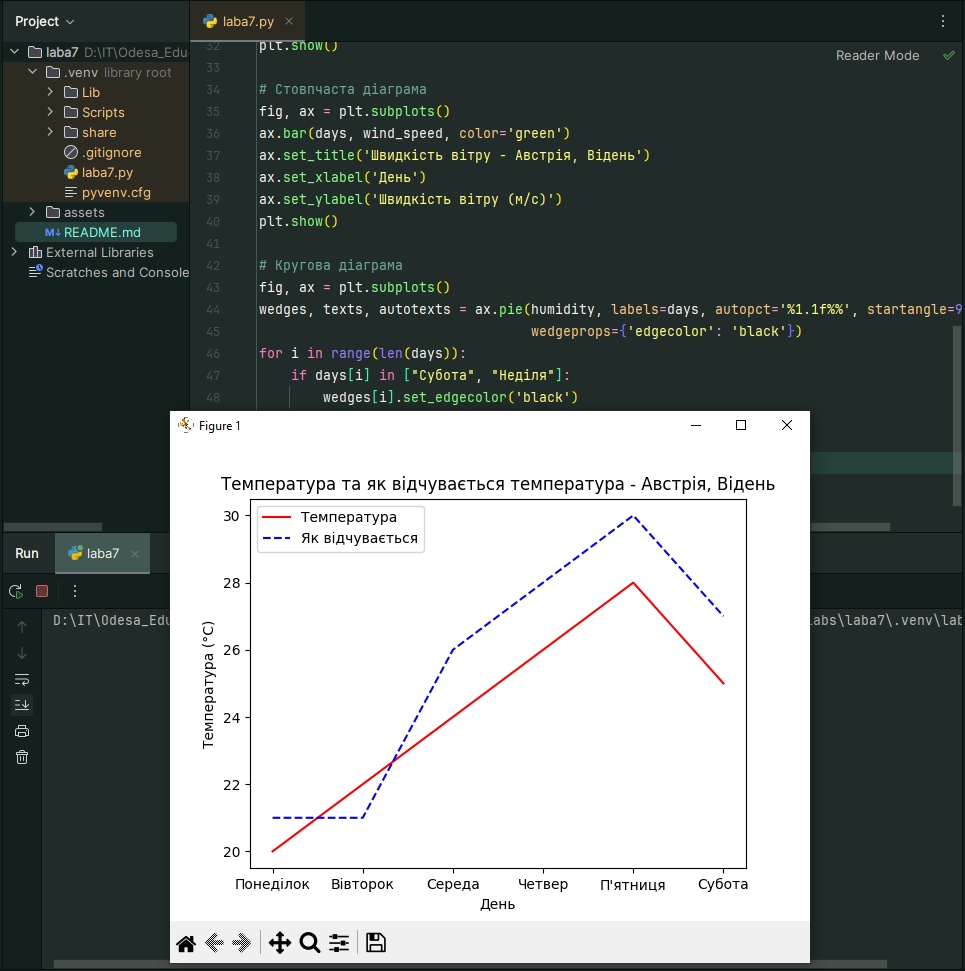 Project
laba7.py
laba7 D:\IT\Odesa_Edu
.venv library root
Lib
Scripts
share
.gitignore
laba7.py
pyvenv.cfg
assets
M↓ README.md
External Libraries
Scratches and Console
Reader Mode
32 plt.show()
33
34 # Стовпчаста діаграма
35 fig, ax = plt.subplots()
36 ax.bar(days, wind_speed, color='green')
37 ax.set_title('Швидкість вітру - Австрія, Відень')
38 ax.set_xlabel('День')
39 ax.set_ylabel('Швидкість вітру (м/с)')
40 plt.show()
41
42 # Кругова діаграма
43 fig, ax = plt.subplots()
44 wedges, texts, autotexts = ax.pie(humidity, labels=days, autopct='%1.1f%%', startangle=9
45 wedgeprops={'edgecolor': 'black'})
46 for i in range(len(days)):
47 if days[i] in ["Субота", "Неділя"]:
48 wedges[i].set_edgecolor('black')
Run
laba7
D:\IT\Odesa_Edu
abs\laba7\.venv\lab
Figure 1
Температура та як відчувається температура - Австрія, Відень
Температура
Як відчувається
Температура (°C)
30
28
26
24
22
20
Понеділок Вівторок Середа Четвер П'ятниця Субота
День